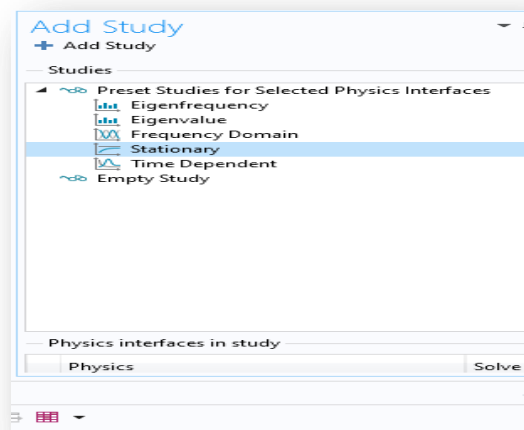 Add Study
Add Study
Studies
Preset Studies for Selected Physics Interfaces
Eigenfrequency
Eigenvalue
Frequency Domain
Stationary
Time Dependent
Empty Study
Physics interfaces in study
Physics Solve